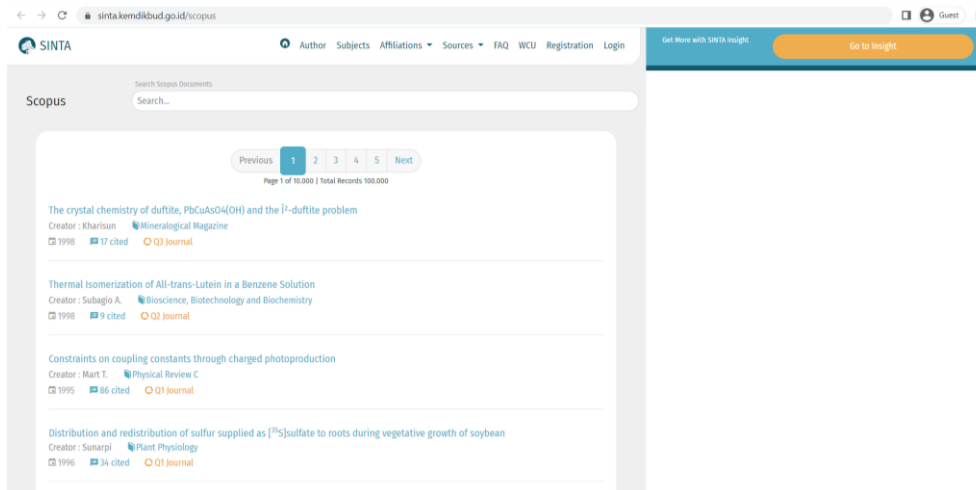 sinta.kemdikbud.go.id/scopus
Guest
SINTA
Author Subjects Affiliations Sources FAQ WCU Registration Login
Get More with SINTA Insight
Go to Insight
Scopus
Search Scopus Documents
Search...
Previous 1 2 3 4 5 Next
Page 1 of 10.000 | Total Records 100.000
The crystal chemistry of duftite, PbCuAsO4(OH) and the Î²-duftite problem
Creator : Kharisun Mineralogical Magazine
1998 17 cited Q3 Journal
Thermal Isomerization of All-trans-Lutein in a Benzene Solution
Creator : Subagio A. Bioscience, Biotechnology and Biochemistry
1998 9 cited Q2 Journal
Constraints on coupling constants through charged photoproduction
Creator : Mart T. Physical Review C
1995 86 cited Q1 Journal
Distribution and redistribution of sulfur supplied as [³⁵S]sulfate to roots during vegetative growth of soybean
Creator : Sunarpi Plant Physiology
1996 34 cited Q1 Journal